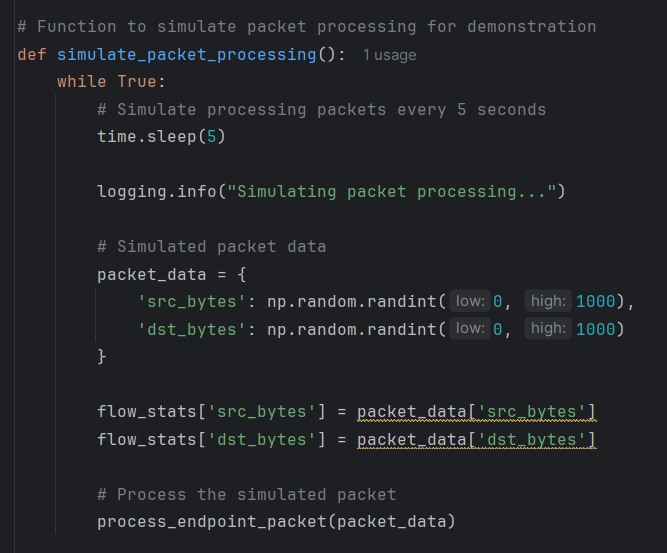 # Function to simulate packet processing for demonstration
def simulate_packet_processing():  1 usage
    while True:
        # Simulate processing packets every 5 seconds
        time.sleep(5)

        logging.info("Simulating packet processing...")

        # Simulated packet data
        packet_data = {
            'src_bytes': np.random.randint( low: 0,  high: 1000),
            'dst_bytes': np.random.randint( low: 0,  high: 1000)
        }

        flow_stats['src_bytes'] = packet_data['src_bytes']
        flow_stats['dst_bytes'] = packet_data['dst_bytes']

        # Process the simulated packet
        process_endpoint_packet(packet_data)